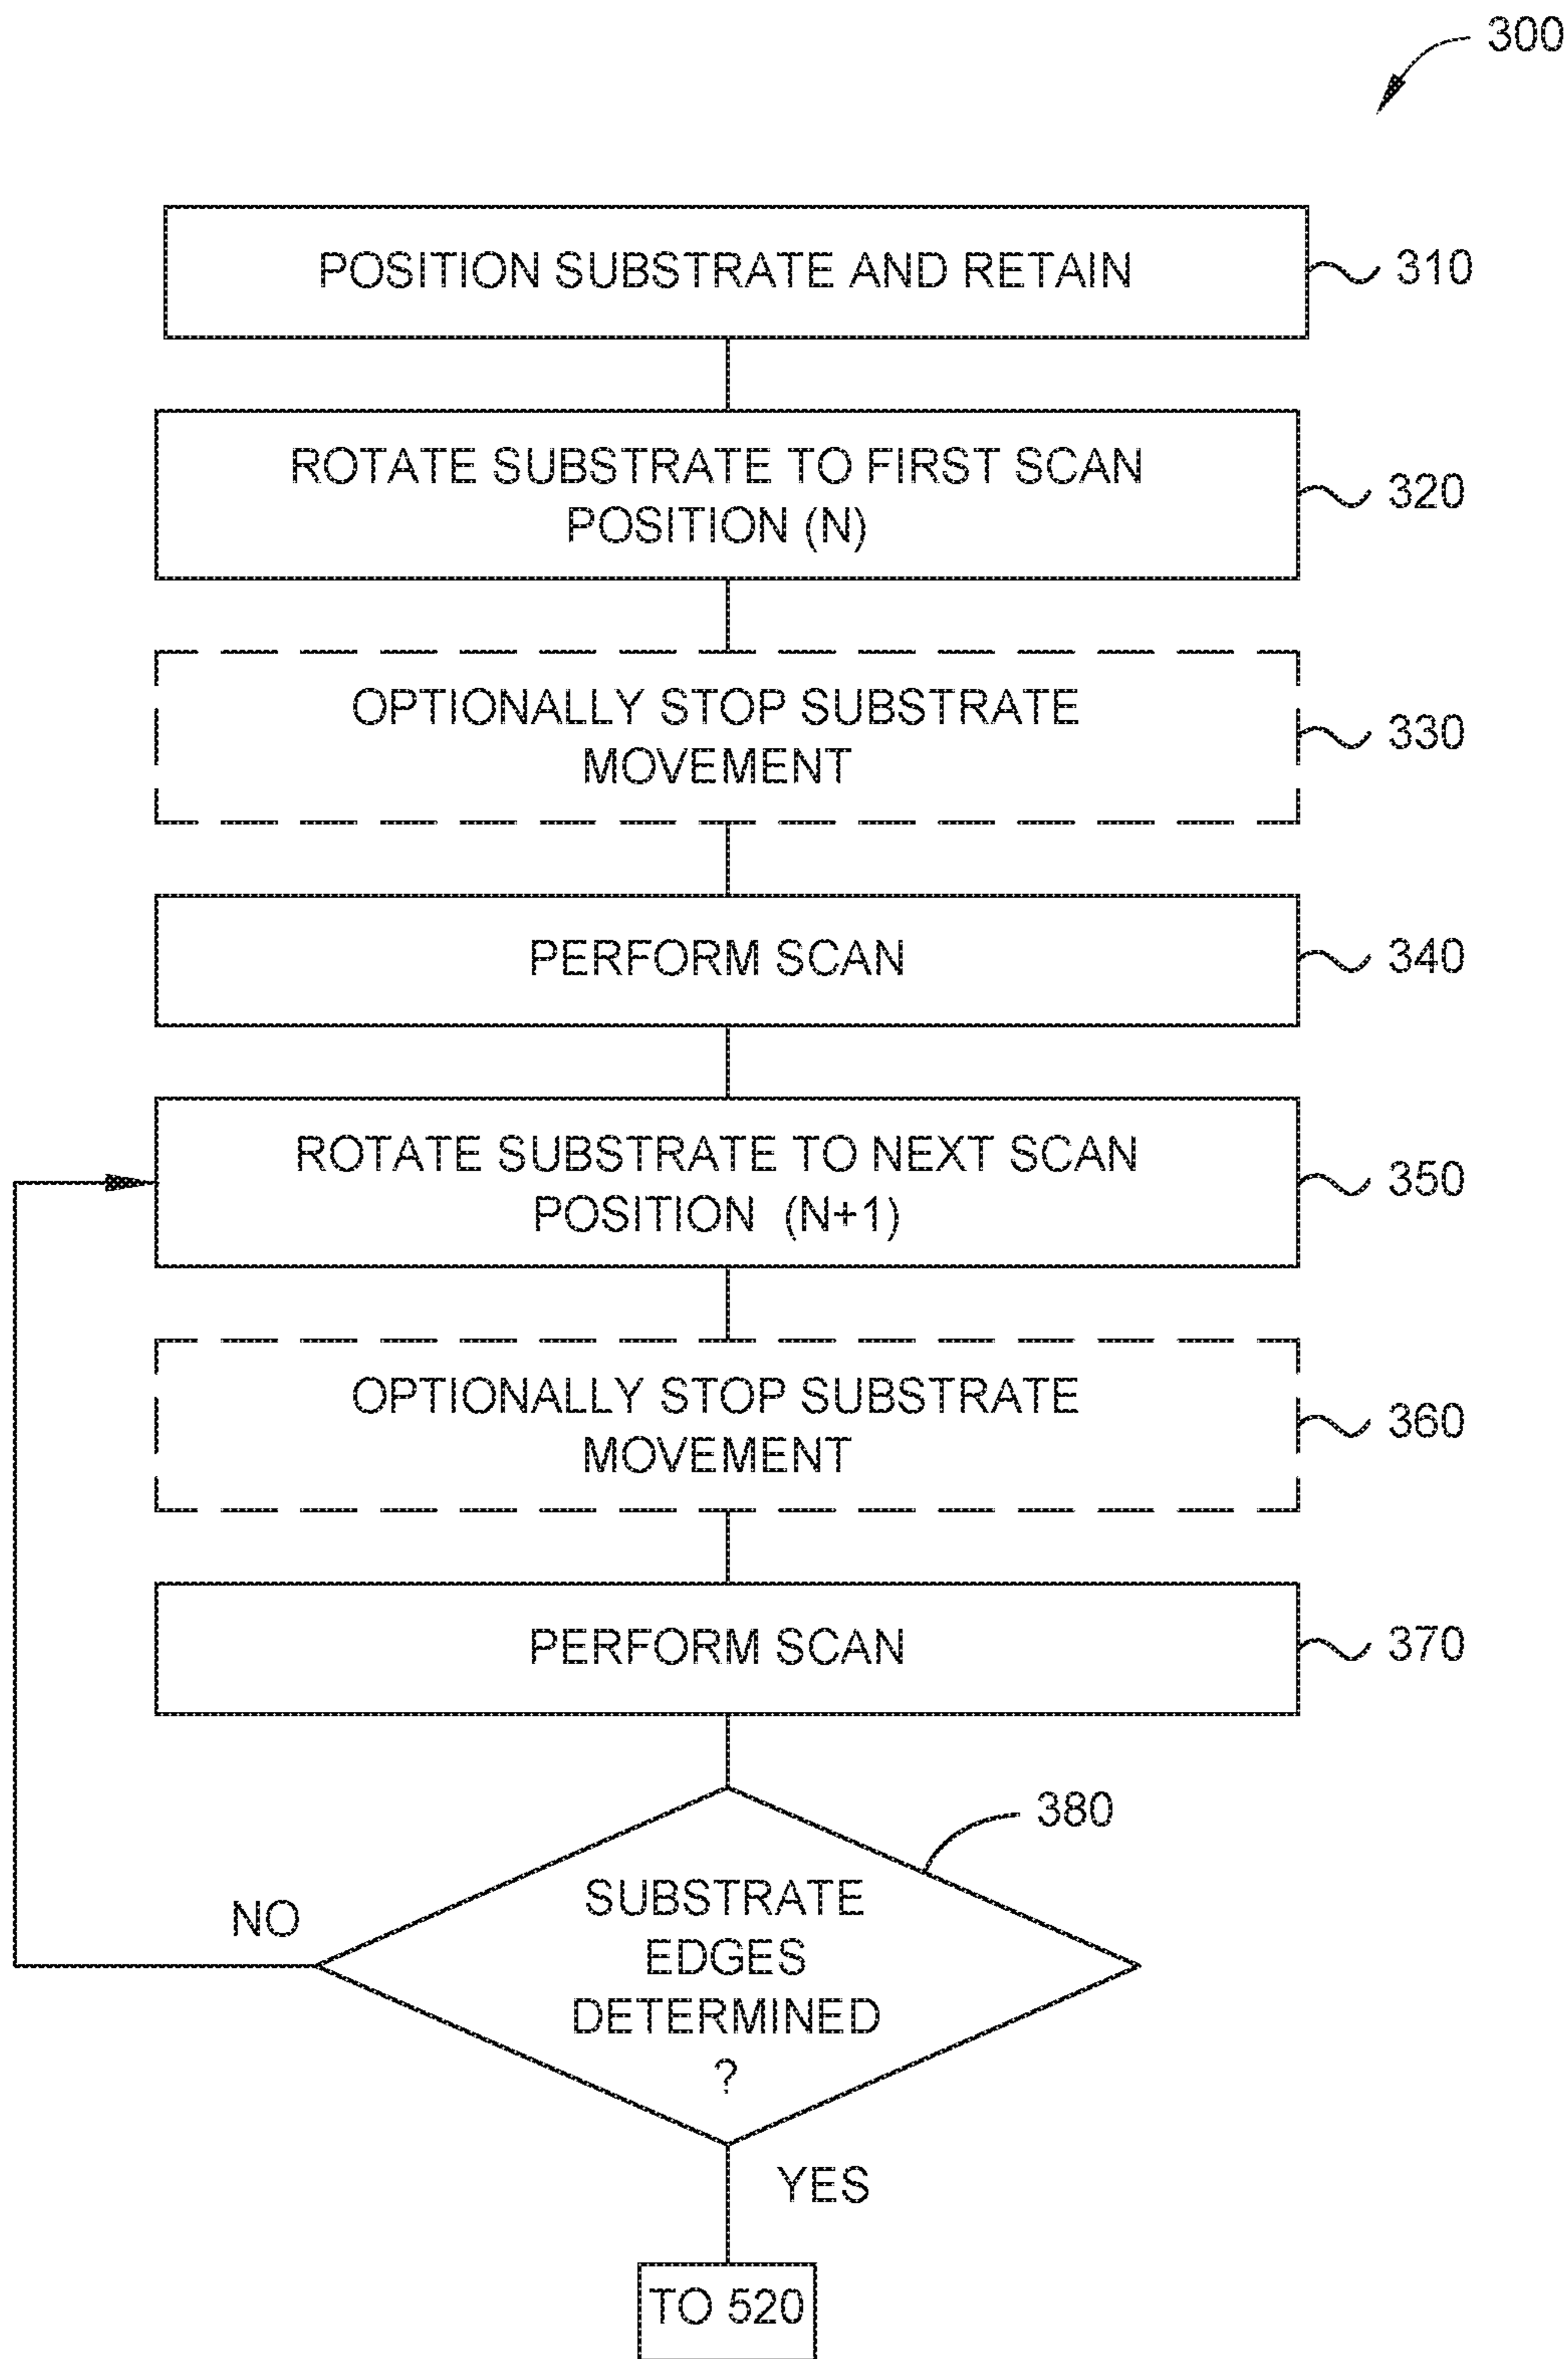 300
POSITION SUBSTRATE AND RETAIN
310
ROTATE SUBSTRATE TO FIRST SCAN
POSITION (N)
320
OPTIONALLY STOP SUBSTRATE
MOVEMENT
330
PERFORM SCAN
340
ROTATE SUBSTRATE TO NEXT SCAN
POSITION (N+1)
350
OPTIONALLY STOP SUBSTRATE
MOVEMENT
360
PERFORM SCAN
370
380
SUBSTRATE
EDGES
DETERMINED
?
NO
YES
TO 520